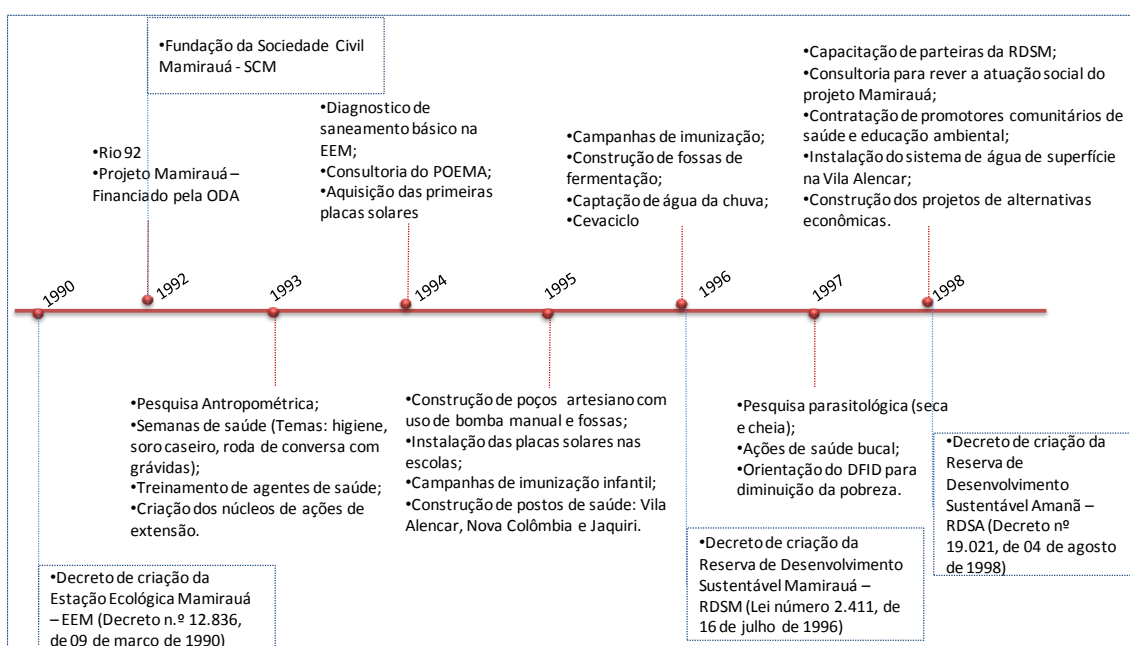 •Fundação da Sociedade Civil
Mamirauá - SCM
•Rio 92
•Projeto Mamirauá –
Financiado pela ODA
•Diagnostico de
saneamento básico na
EEM;
•Consultoria do POEMA;
•Aquisição das primeiras
placas solares
•Campanhas de imunização;
•Construção de fossas de
fermentação;
•Captação de água da chuva;
•Cevaciclo
•Capacitação de parteiras da RDSM;
•Consultoria para rever a atuação social do
projeto Mamirauá;
•Contratação de promotores comunitários de
saúde e educação ambiental;
•Instalação do sistema de água de superfície
na Vila Alencar;
•Construção dos projetos de alternativas
econômicas.
1990
1992
1993
1994
1995
1996
1997
1998
•Pesquisa Antropométrica;
•Semanas de saúde (Temas: higiene,
soro caseiro, roda de conversa com
grávidas);
•Treinamento de agentes de saúde;
•Criação dos núcleos de ações de
extensão.
•Construção de poços artesiano com
uso de bomba manual e fossas;
•Instalação das placas solares nas
escolas;
•Campanhas de imunização infantil;
•Construção de postos de saúde: Vila
Alencar, Nova Colômbia e Jaquiri.
•Pesquisa parasitológica (seca
e cheia);
•Ações de saúde bucal;
•Orientação do DFID para
diminuição da pobreza.
•Decreto de criação da
Reserva de
Desenvolvimento
Sustentável Amanã –
RDSA (Decreto nº
19.021, de 04 de agosto
de 1998)
•Decreto de criação da
Reserva de Desenvolvimento
Sustentável Mamirauá –
RDSM (Lei número 2.411, de
16 de julho de 1996)
•Decreto de criação da
Estação Ecológica Mamirauá
– EEM (Decreto n.º 12.836,
de 09 de março de 1990)